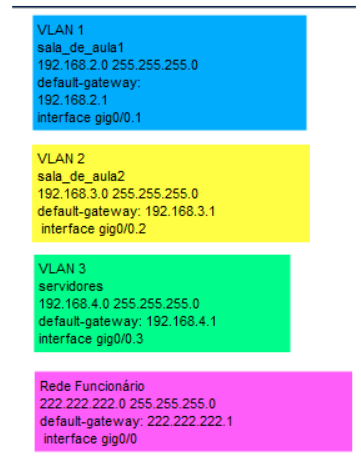 VLAN 1
sala_de_aula1
192.168.2.0 255.255.255.0
default-gateway:
192.168.2.1
interface gig0/0.1
VLAN 2
sala_de_aula2
192.168.3.0 255.255.255.0
default-gateway: 192.168.3.1
interface gig0/0.2
VLAN 3
servidores
192.168.4.0 255.255.255.0
default-gateway: 192.168.4.1
interface gig0/0.3
Rede Funcionário
222.222.222.0 255.255.255.0
default-gateway: 222.222.222.1
interface gig0/0